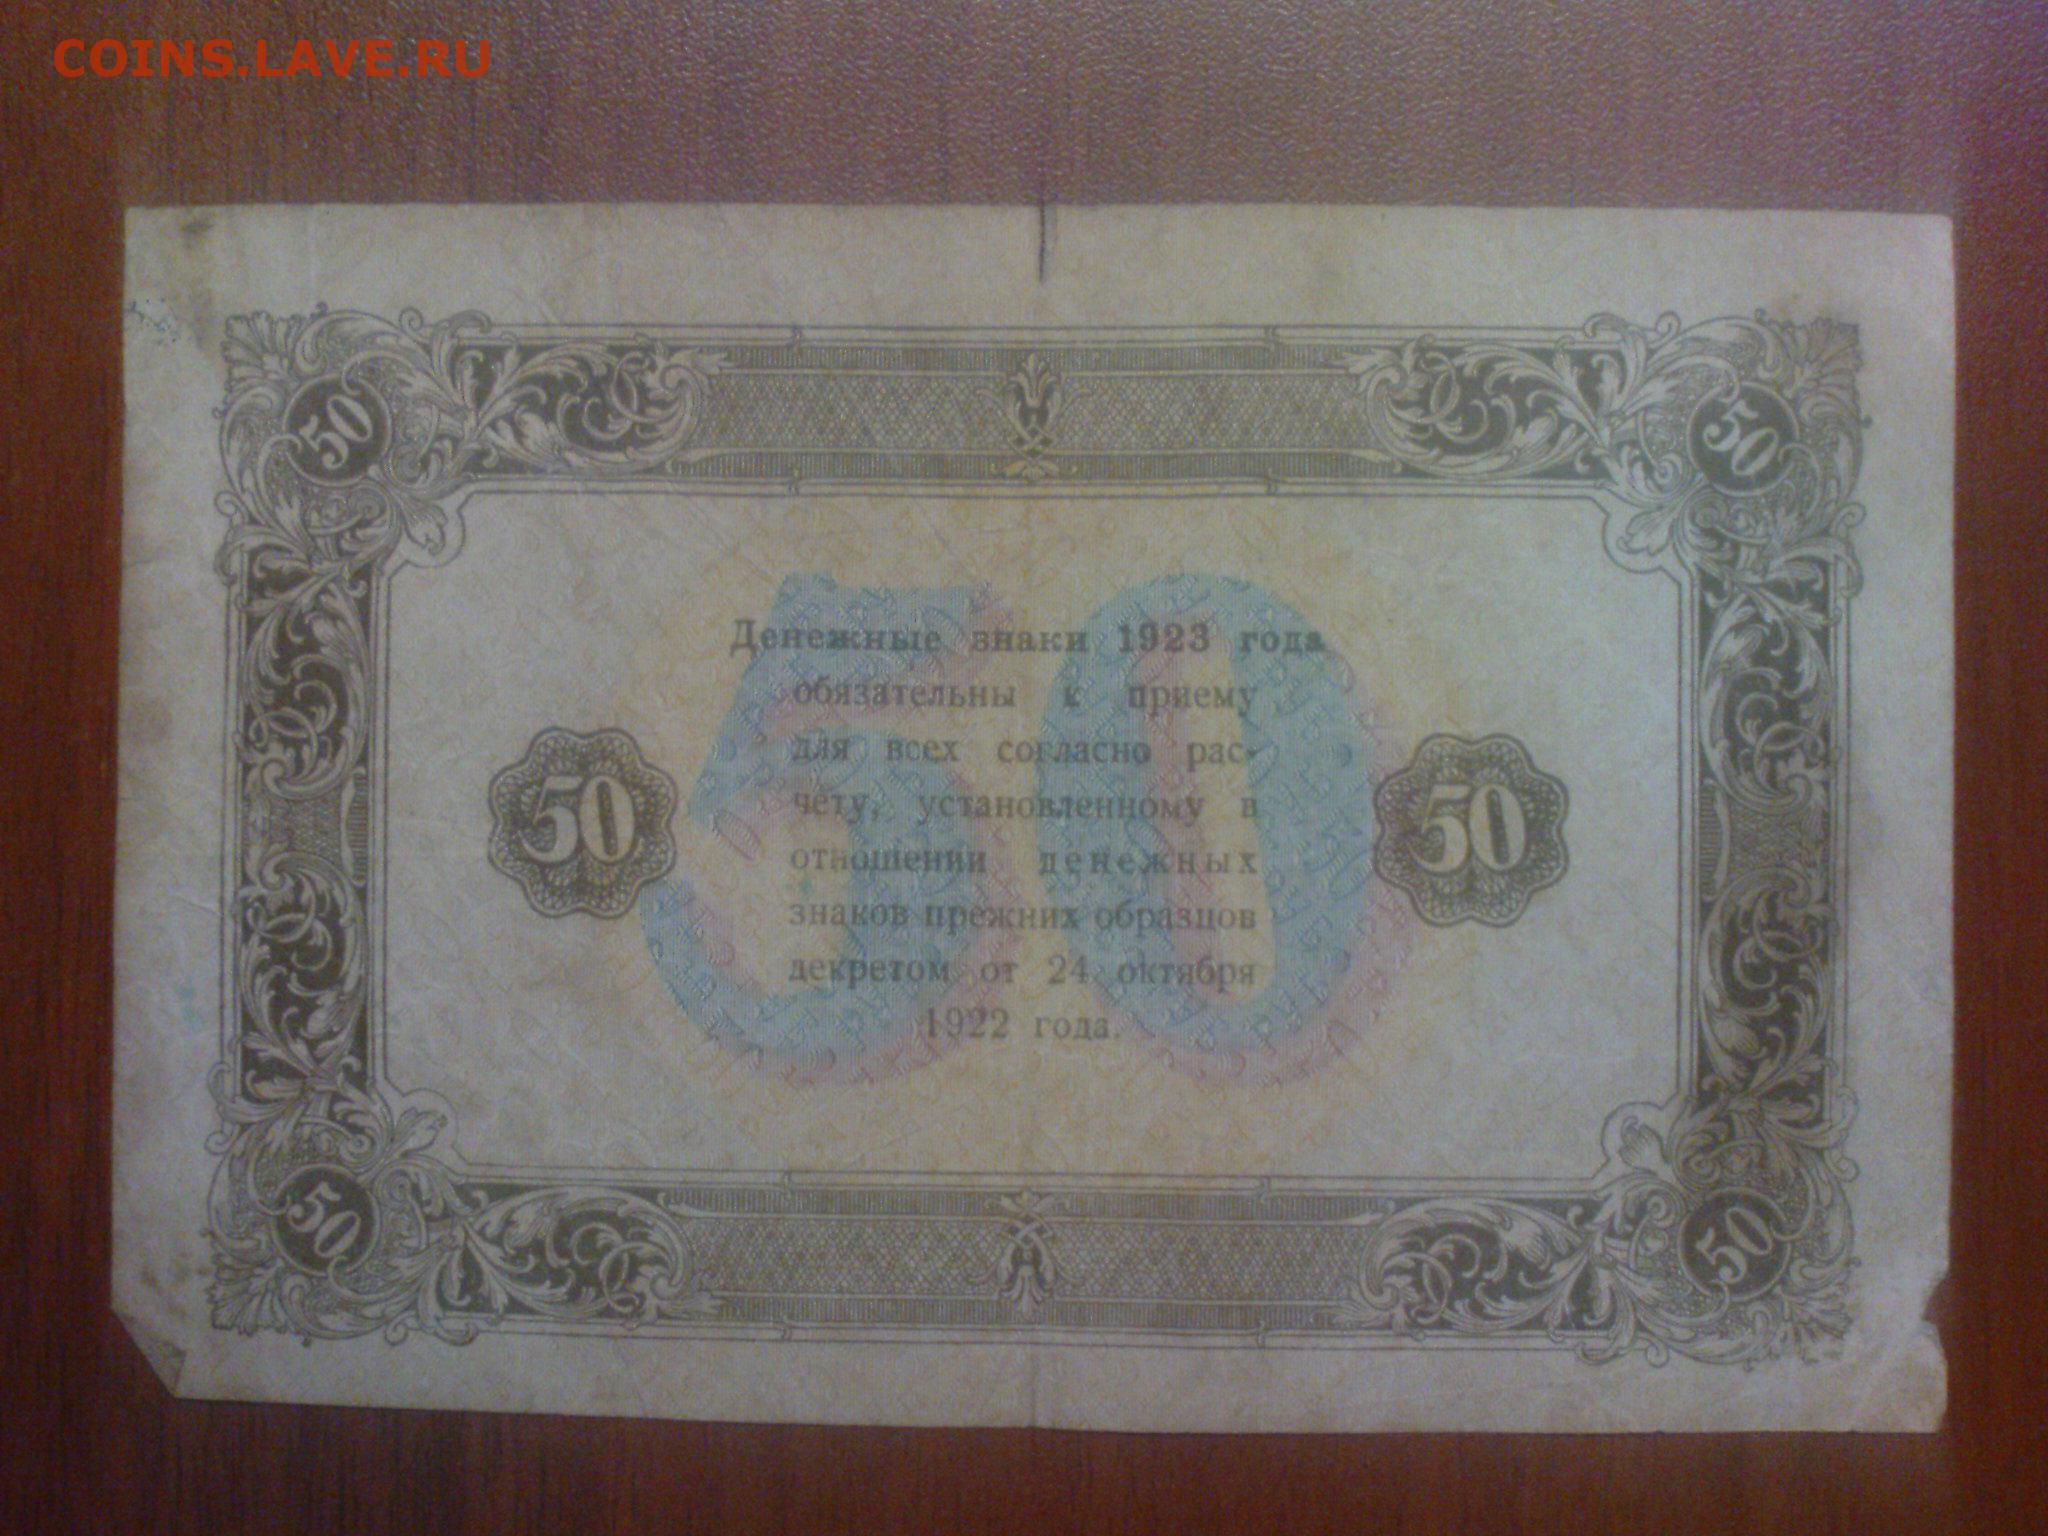 COINS.LAVE.RU
50 50
Денежные знаки 1923 года
обязательны к приему
для всех согласно рас-
чету, установленному в
50 50
отношении денежных
знаков прежних образцов
декретом от 24 октября
1922 года.
50 50